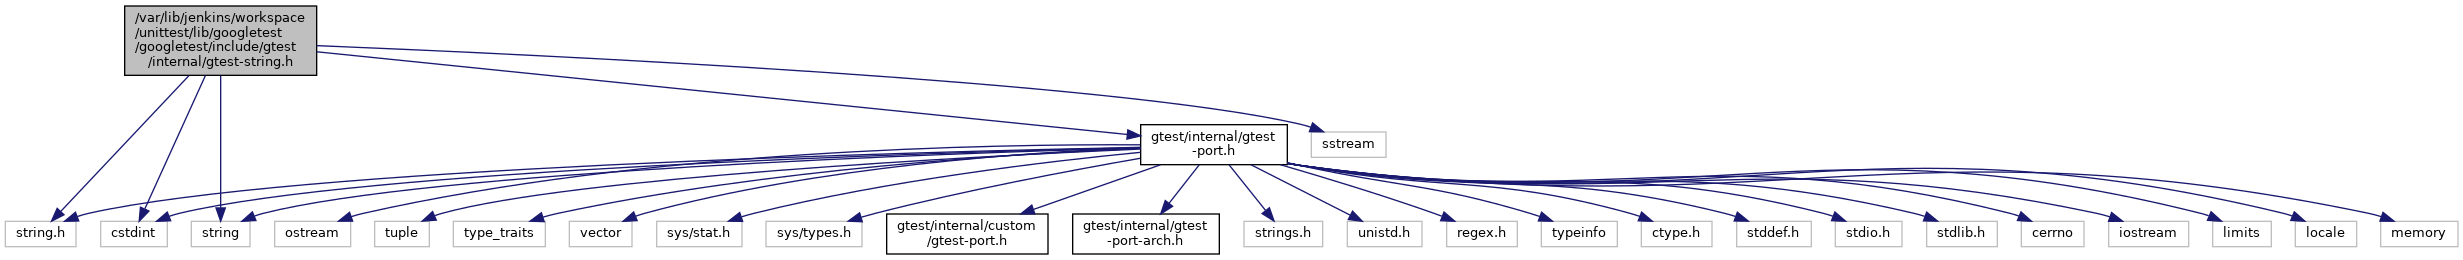 /var/lib/jenkins/workspace
/unittest/lib/googletest
/googletest/include/gtest
/internal/gtest-string.h
gtest/internal/gtest
-port.h
sstream
string.h
cstdint
string
ostream
tuple
type_traits
vector
sys/stat.h
sys/types.h
gtest/internal/custom
/gtest-port.h
gtest/internal/gtest
-port-arch.h
strings.h
unistd.h
regex.h
typeinfo
ctype.h
stddef.h
stdio.h
stdlib.h
cerrno
iostream
limits
locale
memory